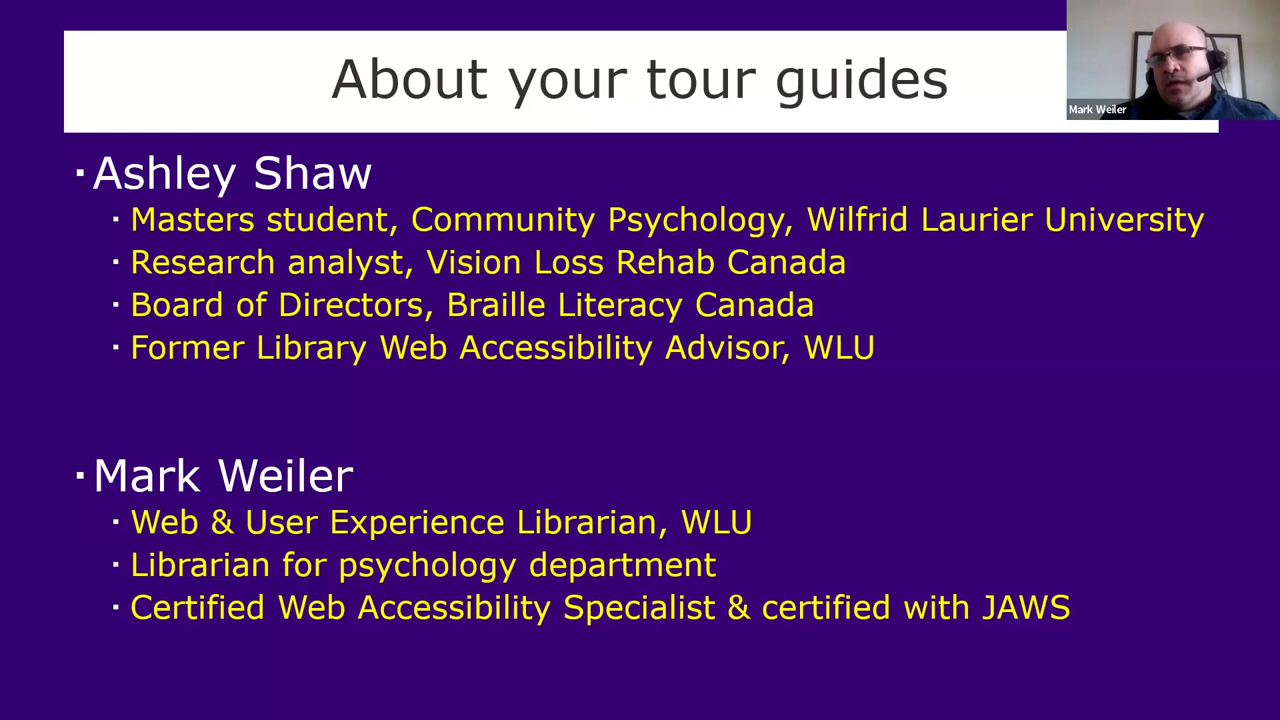 About your tour guides
Mark Weiler
▪ Ashley Shaw
▪ Masters student, Community Psychology, Wilfrid Laurier University
▪ Research analyst, Vision Loss Rehab Canada
▪ Board of Directors, Braille Literacy Canada
▪ Former Library Web Accessibility Advisor, WLU
▪ Mark Weiler
▪ Web & User Experience Librarian, WLU
▪ Librarian for psychology department
▪ Certified Web Accessibility Specialist & certified with JAWS